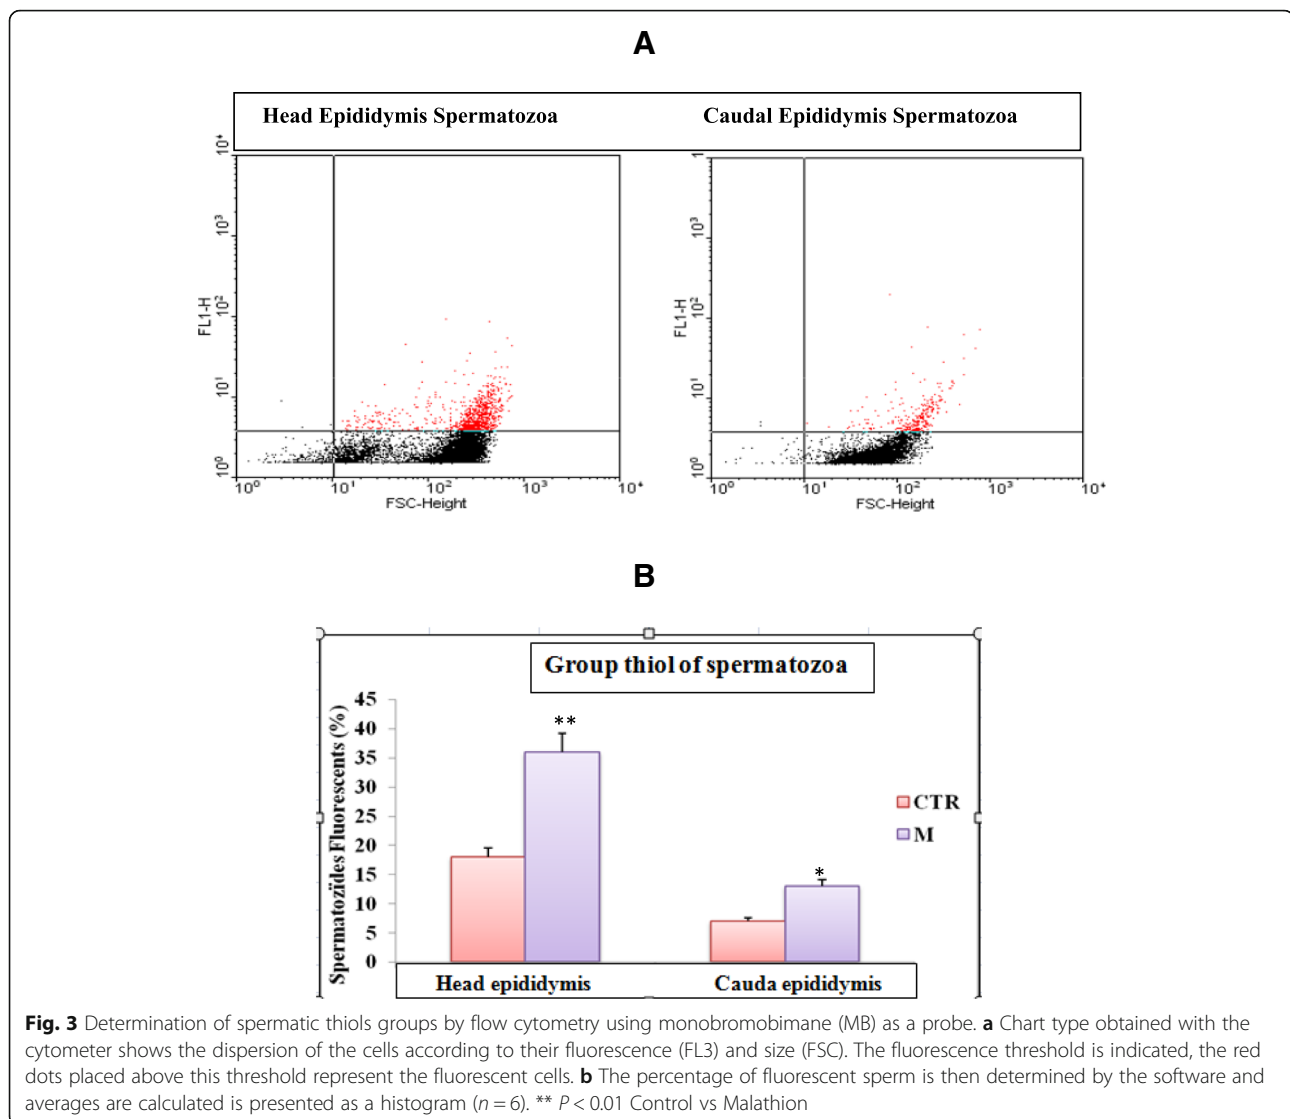 A
Head Epididymis Spermatozoa
Caudal Epididymis Spermatozoa
10⁴
10³
10²
10¹
10⁰
FL1-H
10⁰ 10¹ 10² 10³ 10⁴
FSC-Height
1
10³
10²
10¹
10⁰
FL1-H
10⁰ 10¹ 10² 10³ 10⁴
FSC-Height
B
Group thiol of spermatozoa
Spermatozïdes Fluorescents (%)
45
40
35
30
25
20
15
10
5
0
**
*
CTR
M
Head epididymis
Cauda epididymis
Fig. 3 Determination of spermatic thiols groups by flow cytometry using monobromobimane (MB) as a probe. a Chart type obtained with the
cytometer shows the dispersion of the cells according to their fluorescence (FL3) and size (FSC). The fluorescence threshold is indicated, the red
dots placed above this threshold represent the fluorescent cells. b The percentage of fluorescent sperm is then determined by the software and
averages are calculated is presented as a histogram (n = 6). ** P < 0.01 Control vs Malathion